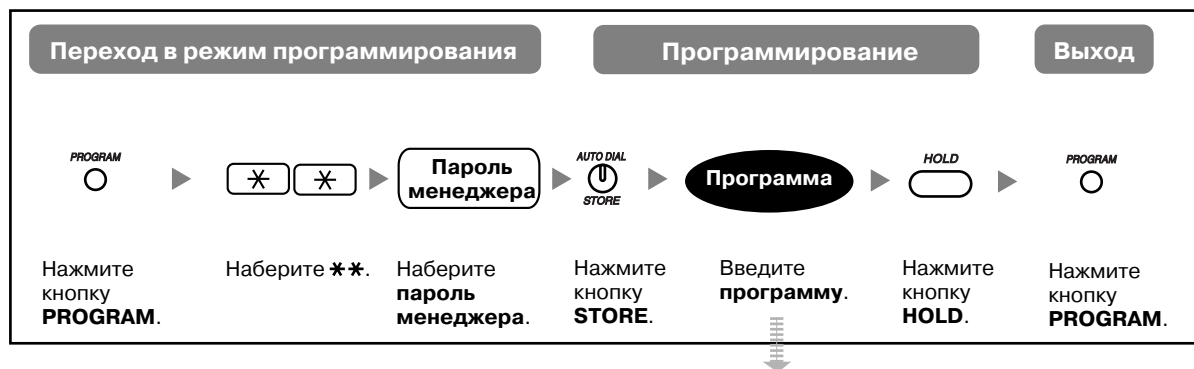 Переход в режим программирования
Программирование
Выход
PROGRAM
* *
Пароль
менеджера
AUTO DIAL
STORE
Программа
HOLD
PROGRAM
Нажмите
кнопку
PROGRAM.
Наберите **.
Наберите
пароль
менеджера.
Нажмите
кнопку
STORE.
Введите
программу.
Нажмите
кнопку
HOLD.
Нажмите
кнопку
PROGRAM.